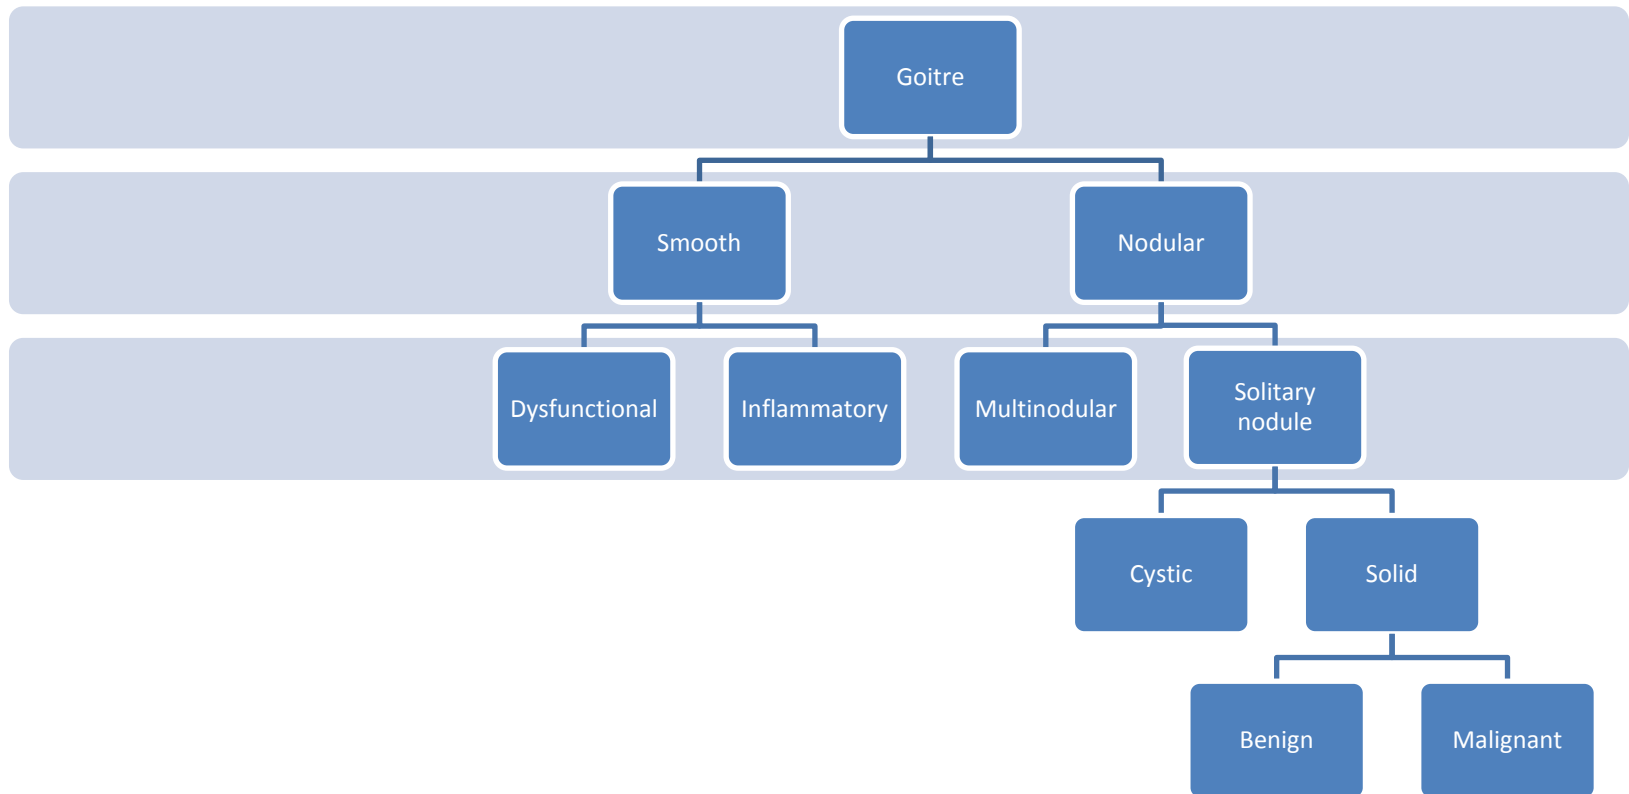 Goitre
Smooth
Nodular
Dysfunctional
Inflammatory
Multinodular
Solitary
nodule
Cystic
Solid
Benign
Malignant